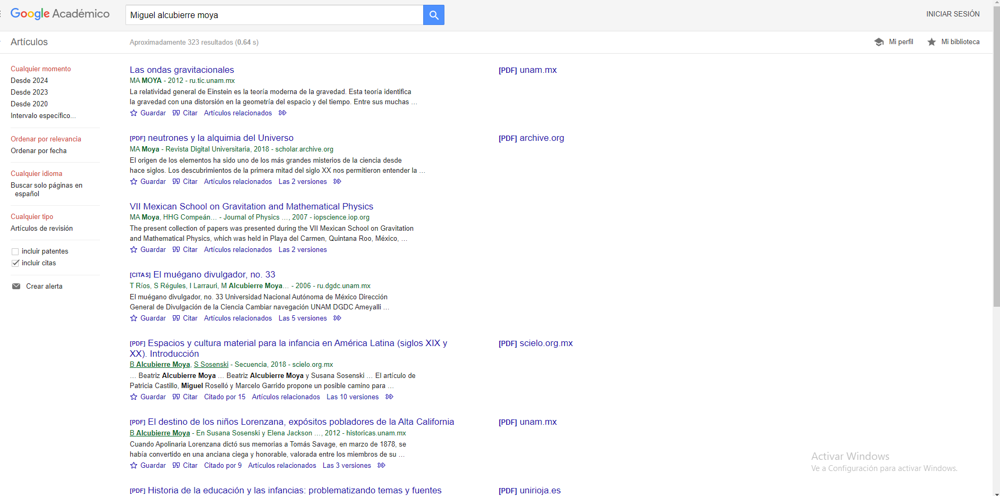 Google Académico
Miguel alcubierre moya
INICIAR SESIÓN
Artículos
Aproximadamente 323 resultados (0.64 s)
Mi perfil
Mi biblioteca
Cualquier momento
Desde 2024
Desde 2023
Desde 2020
Intervalo específico...
Ordenar por relevancia
Ordenar por fecha
Cualquier idioma
Buscar solo páginas en
español
Cualquier tipo
Artículos de revisión
incluir patentes
incluir citas
Crear alerta
Las ondas gravitacionales
MA MOYA - 2012 - ru.tic.unam.mx
La relatividad general de Einstein es la teoría moderna de la gravedad. Esta teoría identifica
la gravedad con una distorsión en la geometría del espacio y del tiempo. Entre sus muchas …
Guardar Citar Artículos relacionados
[PDF] unam.mx
[PDF] neutrones y la alquimia del Universo
MA Moya - Revista Digital Universitaria, 2018 - scholar.archive.org
El origen de los elementos ha sido uno de los más grandes misterios de la ciencia desde
hace siglos. Los descubrimientos de la primera mitad del siglo XX nos permitieron entender la …
Guardar Citar Artículos relacionados Las 2 versiones
[PDF] archive.org
VII Mexican School on Gravitation and Mathematical Physics
MA Moya, HHG Compeán… - Journal of Physics …, 2007 - iopscience.iop.org
The present collection of papers was presented during the VII Mexican School on Gravitation
and Mathematical Physics, which was held in Playa del Carmen, Quintana Roo, México, …
Guardar Citar Artículos relacionados Las 2 versiones
[CITAS] El muégano divulgador, no. 33
T Ríos, S Régules, I Larrauri, M Alcubierre Moya… - 2006 - ru.dgdc.unam.mx
El muégano divulgador, no. 33 Universidad Nacional Autónoma de México Dirección
General de Divulgación de la Ciencia Cambiar navegación UNAM DGDC Ameyalli …
Guardar Citar Artículos relacionados Las 5 versiones
[PDF] Espacios y cultura material para la infancia en América Latina (siglos XIX y
XX). Introducción
B Alcubierre Moya, S Sosenski - Secuencia, 2018 - scielo.org.mx
… Beatriz Alcubierre Moya … Beatriz Alcubierre Moya y Susana Sosenski … El artículo de
Patricia Castillo, Miguel Roselló y Marcelo Garrido propone un posible camino para …
Guardar Citar Citado por 15 Artículos relacionados Las 10 versiones
[PDF] scielo.org.mx
[PDF] El destino de los niños Lorenzana, expósitos pobladores de la Alta California
B Alcubierre Moya - En Susana Sosenski y Elena Jackson …, 2012 - historicas.unam.mx
Cuando Apolinaria Lorenzana dictó sus memorias a Tomás Savage, en marzo de 1878, se
había convertido en una anciana ciega y honorable, valorada entre los miembros de su …
Guardar Citar Citado por 9 Artículos relacionados Las 3 versiones
[PDF] unam.mx
[PDF] Historia de la educación y las infancias: problematizando temas y fuentes
[PDF] unirioja.es
Activar Windows
Ve a Configuración para activar Windows.